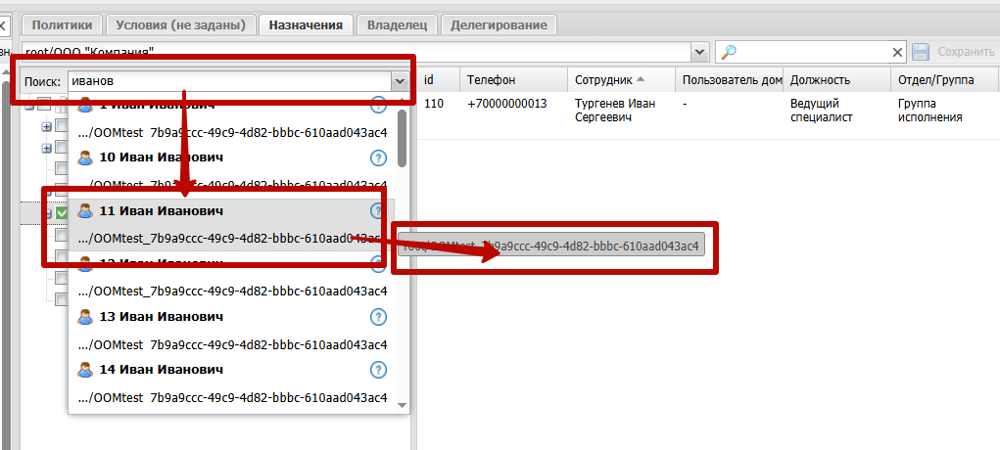 Политики
Условия (не заданы)
Назначения
Владелец
Делегирование
root/ООО "Компания"
Сохранить
Поиск: иванов
id Телефон Сотрудник Пользователь дом Должность Отдел/Группа
110 +70000000013 Тургенев Иван Сергеевич - Ведущий специалист Группа исполнения
1 Иван Иванович
.../OOMtest_7b9a9ccc-49c9-4d82-bbbc-610aad043ac4
10 Иван Иванович
.../OOMtest_7b9a9ccc-49c9-4d82-bbbc-610aad043ac4
11 Иван Иванович
.../OOMtest_7b9a9ccc-49c9-4d82-bbbc-610aad043ac4
root/OOMtest_7b9a9ccc-49c9-4d82-bbbc-610aad043ac4
12 Иван Иванович
.../OOMtest_7b9a9ccc-49c9-4d82-bbbc-610aad043ac4
13 Иван Иванович
.../OOMtest_7b9a9ccc-49c9-4d82-bbbc-610aad043ac4
14 Иван Иванович
.../OOMtest_7b9a9ccc-49c9-4d82-bbbc-610aad043ac4